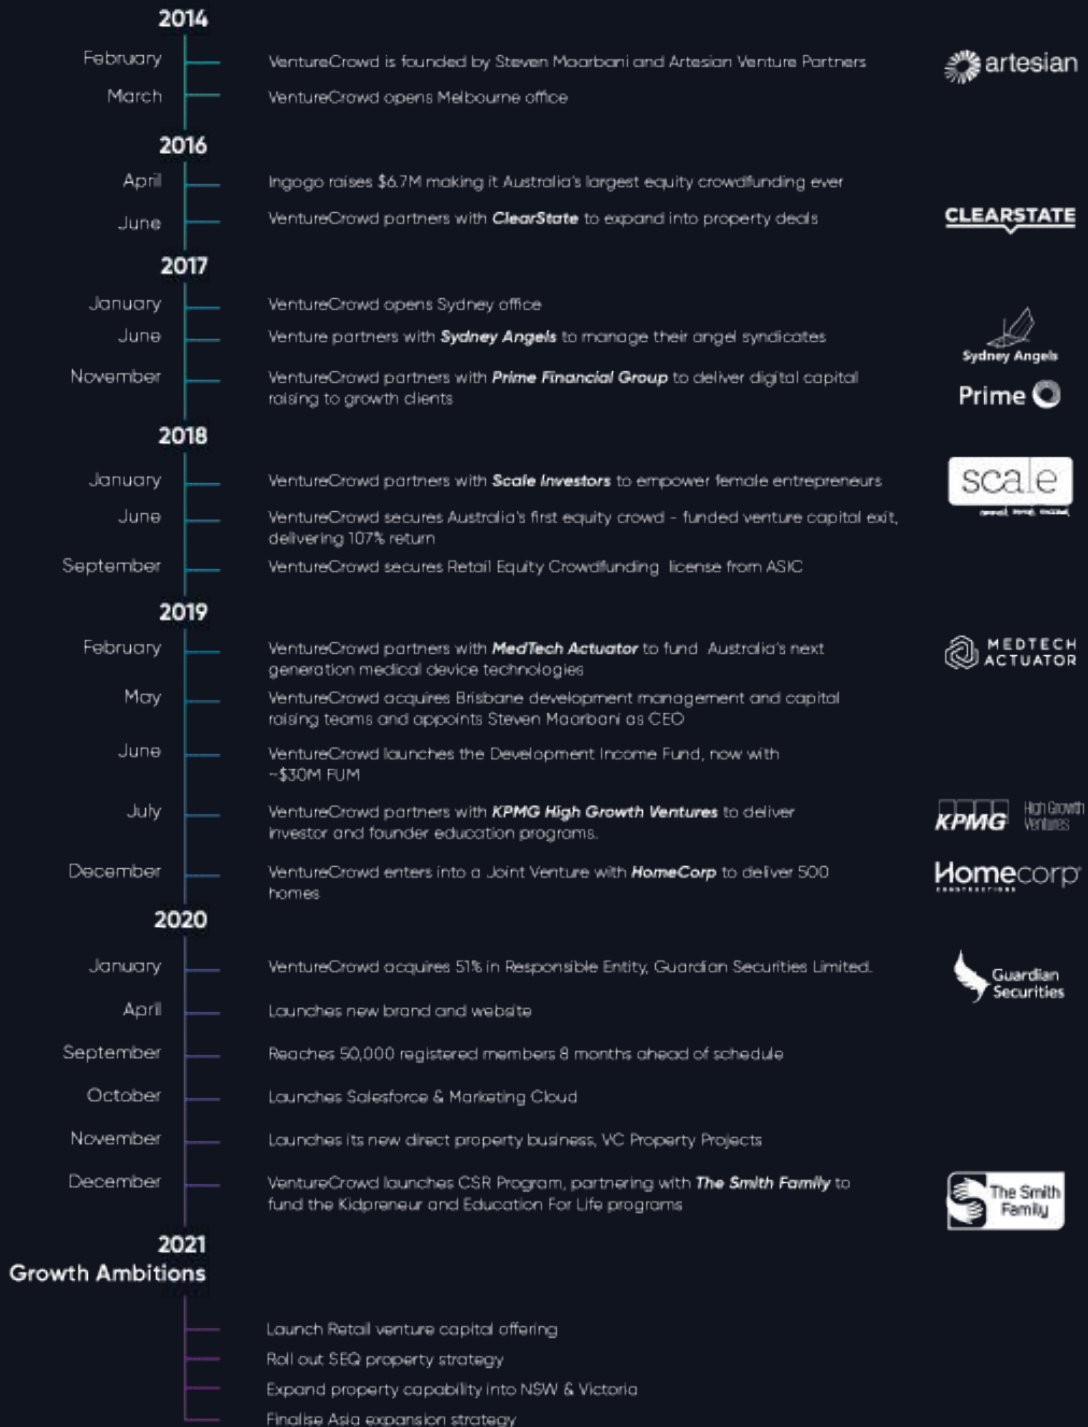 2014
February
VentureCrowd is founded by Steven Maarbani and Artesian Venture Partners
artesian
March
VentureCrowd opens Melbourne office
2016
April
Ingogo raises $6.7M making it Australia's largest equity crowdfunding ever
June
VentureCrowd partners with ClearState to expand into property deals
CLEARSTATE
2017
January
VentureCrowd opens Sydney office
June
Venture partners with Sydney Angels to manage their angel syndicates
Sydney Angels
November
VentureCrowd partners with Prime Financial Group to deliver digital capital
raising to growth clients
Prime
2018
January
VentureCrowd partners with Scale Investors to empower female entrepreneurs
scale
June
VentureCrowd secures Australia's first equity crowd - funded venture capital exit,
delivering 107% return
September
VentureCrowd secures Retail Equity Crowdfunding license from ASIC
2019
February
VentureCrowd partners with MedTech Actuator to fund Australia's next
generation medical device technologies
MEDTECH
ACTUATOR
May
VentureCrowd acquires Brisbane development management and capital
raising teams and appoints Steven Maarbani as CEO
June
VentureCrowd launches the Development Income Fund, now with
~$30M FUM
July
VentureCrowd partners with KPMG High Growth Ventures to deliver
investor and founder education programs.
KPMG
High Growth
Ventures
December
VentureCrowd enters into a Joint Venture with HomeCorp to deliver 500
homes
Homecorp
CONSTRUCTIONS
2020
January
VentureCrowd acquires 51% in Responsible Entity, Guardian Securities Limited.
Guardian
Securities
April
Launches new brand and website
September
Reaches 50,000 registered members 8 months ahead of schedule
October
Launches Salesforce & Marketing Cloud
November
Launches its new direct property business, VC Property Projects
December
VentureCrowd launches CSR Program, partnering with The Smith Family to
fund the Kidpreneur and Education For Life programs
The Smith
Family
2021
Growth Ambitions
Launch Retail venture capital offering
Roll out SEQ property strategy
Expand property capability into NSW & Victoria
Finalise Asia expansion strategy